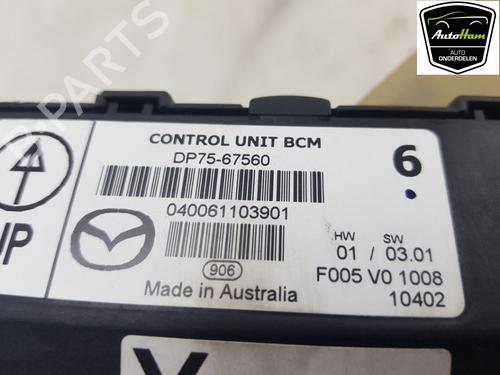 AutoHam
AUTO
ONDERDELEN
PARTS
CONTROL UNIT BCM
DP75-67560
6
040061103901
HW SW
01 / 03.01
906
F005 V0 1008
Made in Australia
10402
UP